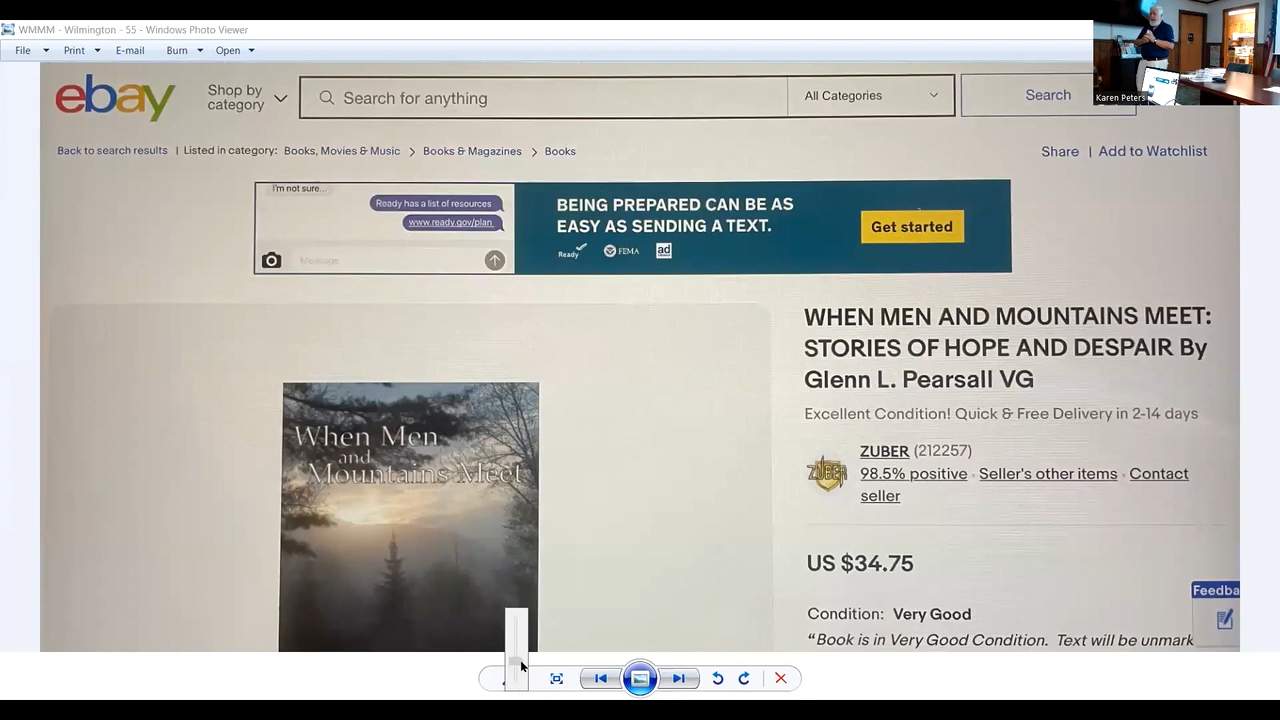 WMMM - Wilmington - 55 - Windows Photo Viewer
File Print Burn E-mail Open
Karen Peters
ebay
Shop by
category
Search for anything
All Categories
Search
Back to search results | Listed in category: Books, Movies & Music > Books & Magazines > Books
Share | Add to Watchlist
I'm not sure...
Ready has a list of resources
www.ready.gov/plan
Message
BEING PREPARED CAN BE AS
EASY AS SENDING A TEXT.
Ready FEMA ad
Get started
When Men
and
Mountains Meet
WHEN MEN AND MOUNTAINS MEET:
STORIES OF HOPE AND DESPAIR By
Glenn L. Pearsall VG
Excellent Condition! Quick & Free Delivery in 2-14 days
ZUBER
ZUBER (212257)
98.5% positive · Seller's other items · Contact
seller
US $34.75
Condition: Very Good
“Book is in Very Good Condition. Text will be unmark
Feedba